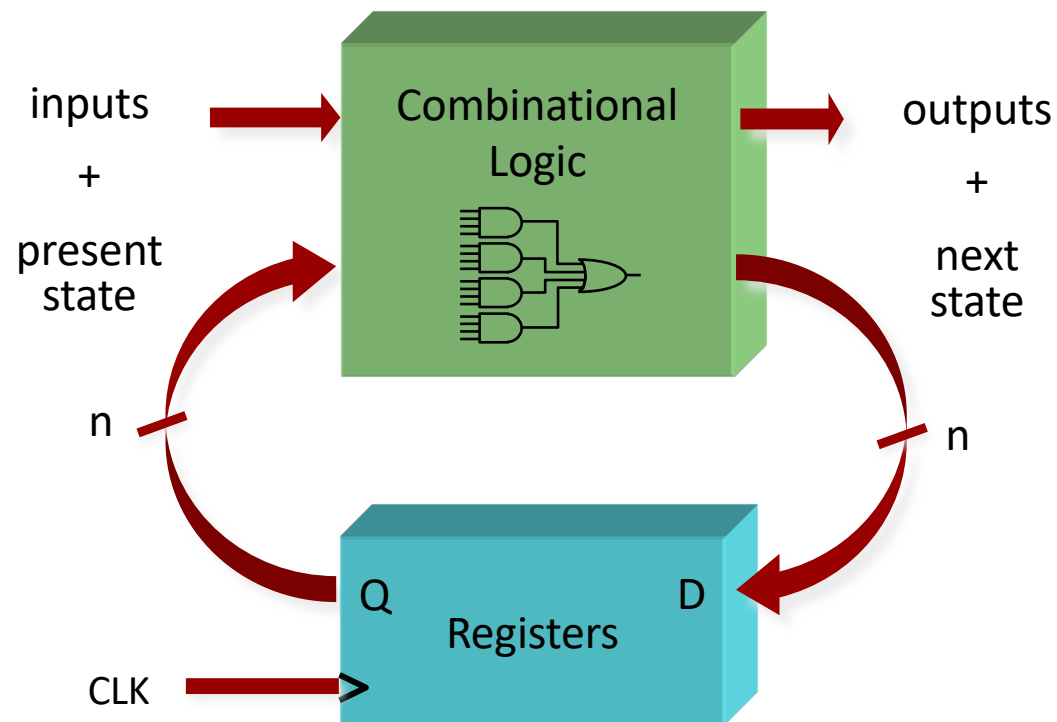 inputs
+
present
state
n
Combinational
Logic
outputs
+
next
state
n
Q
D
Registers
CLK